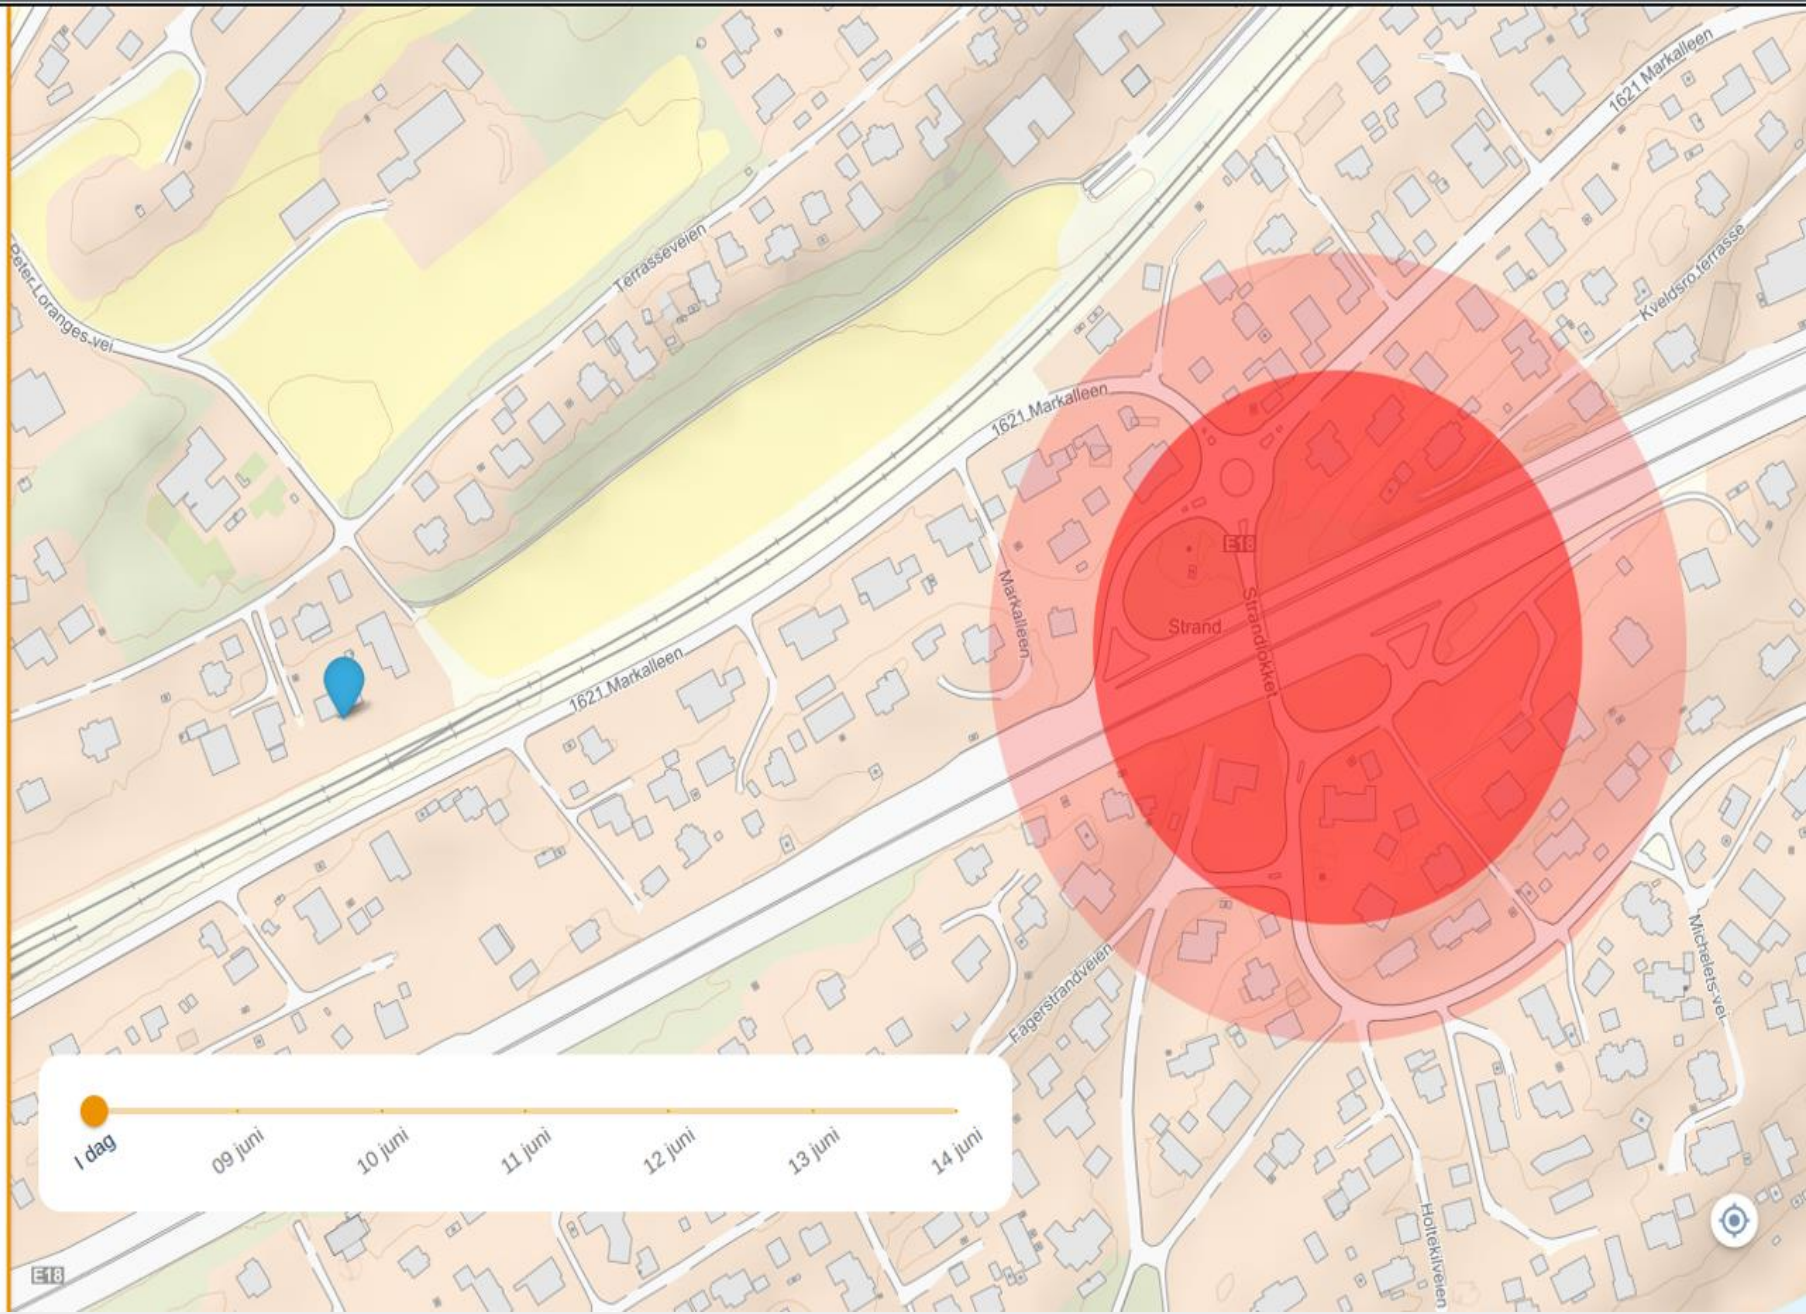 1621 Markalleen
Terrasseveien
Kveldsro terrasse
Peter Loranges vei
1621 Markalleen
E18
Markalleen
Strand
Strandlokket
1621 Markalleen
Michelets vei
Fagerstrandveien
I dag
09 juni
10 juni
11 juni
12 juni
13 juni
14 juni
Holtekilveien
E18